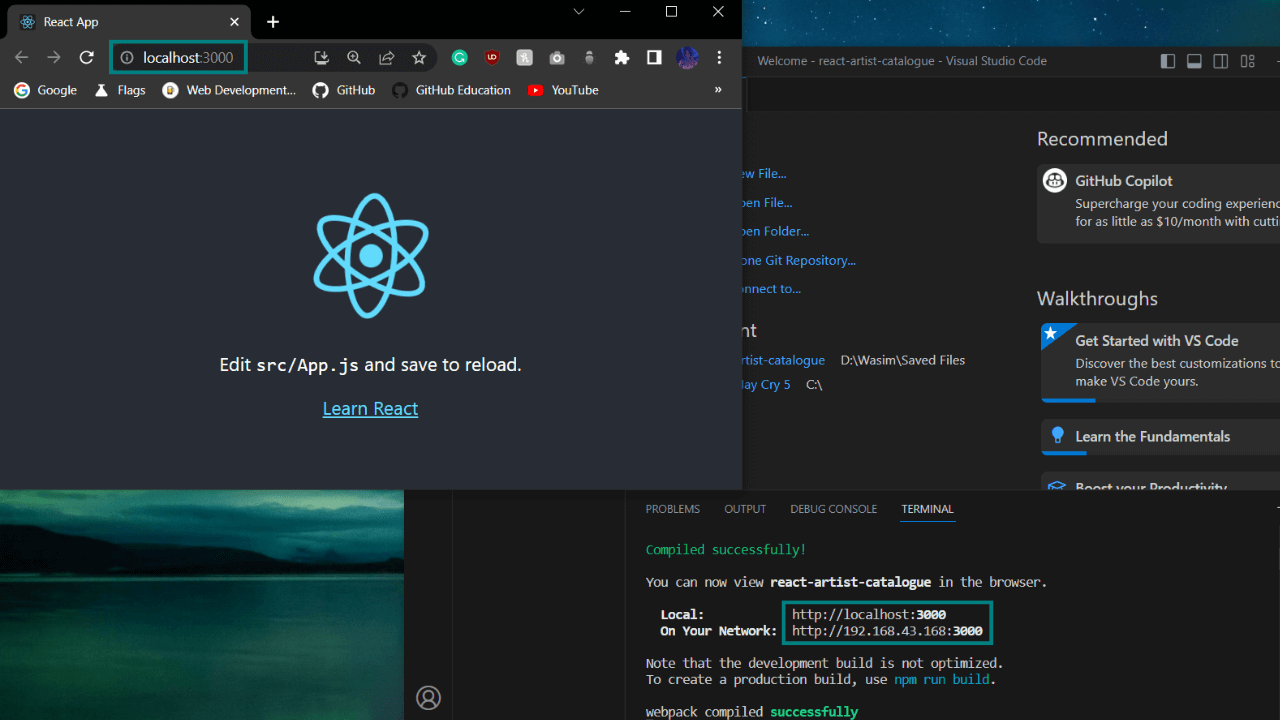 React App
localhost:3000
Google
Flags
Web Development...
GitHub
GitHub Education
YouTube
»
Edit src/App.js and save to reload.
Learn React
Welcome - react-artist-catalogue - Visual Studio Code
ew File...
pen File...
pen Folder...
one Git Repository...
nnect to...
nt
rtist-catalogue D:\Wasim\Saved Files
lay Cry 5 C:\
Recommended
GitHub Copilot
Supercharge your coding experienc
for as little as $10/month with cutti
Walkthroughs
Get Started with VS Code
Discover the best customizations to
make VS Code yours.
Learn the Fundamentals
Boost your Productivity
PROBLEMS OUTPUT DEBUG CONSOLE TERMINAL
Compiled successfully!
You can now view react-artist-catalogue in the browser.
Local: http://localhost:3000
On Your Network: http://192.168.43.168:3000
Note that the development build is not optimized.
To create a production build, use npm run build.
webpack compiled successfully